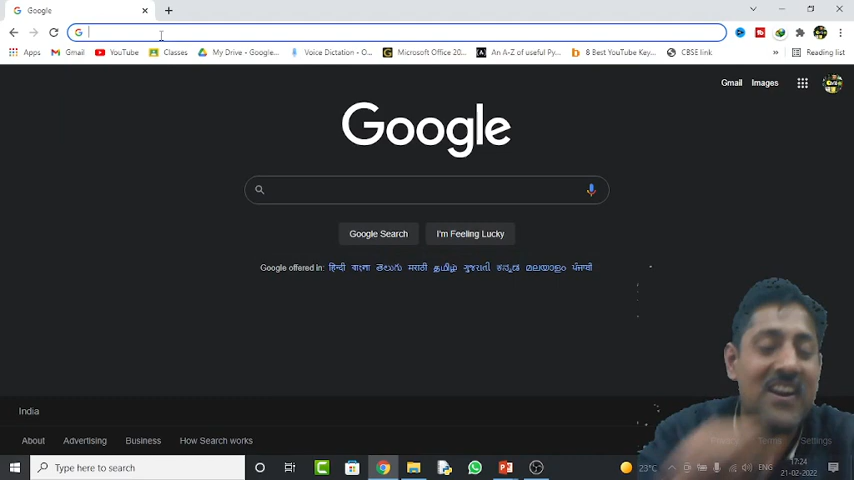 Google
Apps Gmail YouTube Classes My Drive - Google... Voice Dictation - O... Microsoft Office 20... An A-Z of useful Py... 8 Best YouTube Key... CBSE link » Reading list
Gmail Images
Google
Google Search I'm Feeling Lucky
Google offered in: हिन्दी বাংলা తెలుగు मराठी தமிழ் ગુજરાતી ಕನ್ನಡ മലയാളം ਪੰਜਾਬੀ
India
About Advertising Business How Search works Privacy Terms Settings
Type here to search 23°C ENG 17:24
21-02-2022